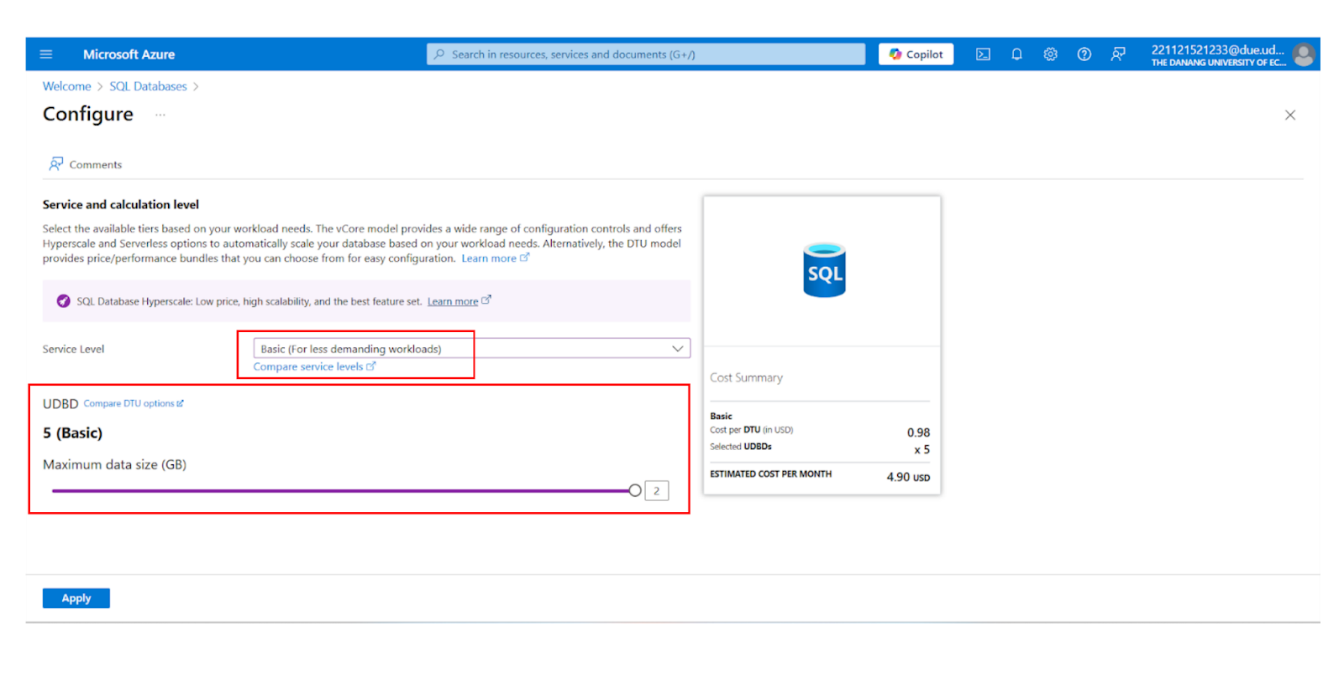 Microsoft Azure
Search in resources, services and documents (G+/)
Copilot
221121521233@due.ud...
THE DANANG UNIVERSITY OF EC...
Welcome > SQL Databases >
Configure ...
Comments
Service and calculation level
Select the available tiers based on your workload needs. The vCore model provides a wide range of configuration controls and offers
Hyperscale and Serverless options to automatically scale your database based on your workload needs. Alternatively, the DTU model
provides price/performance bundles that you can choose from for easy configuration. Learn more
SQL Database Hyperscale: Low price, high scalability, and the best feature set. Learn more
Service Level
Basic (For less demanding workloads)
Compare service levels
UDBD Compare DTU options
5 (Basic)
Maximum data size (GB)
2
SQL
Cost Summary
Basic
Cost per DTU (in USD) 0.98
Selected UDBDs x 5
ESTIMATED COST PER MONTH 4.90 USD
Apply